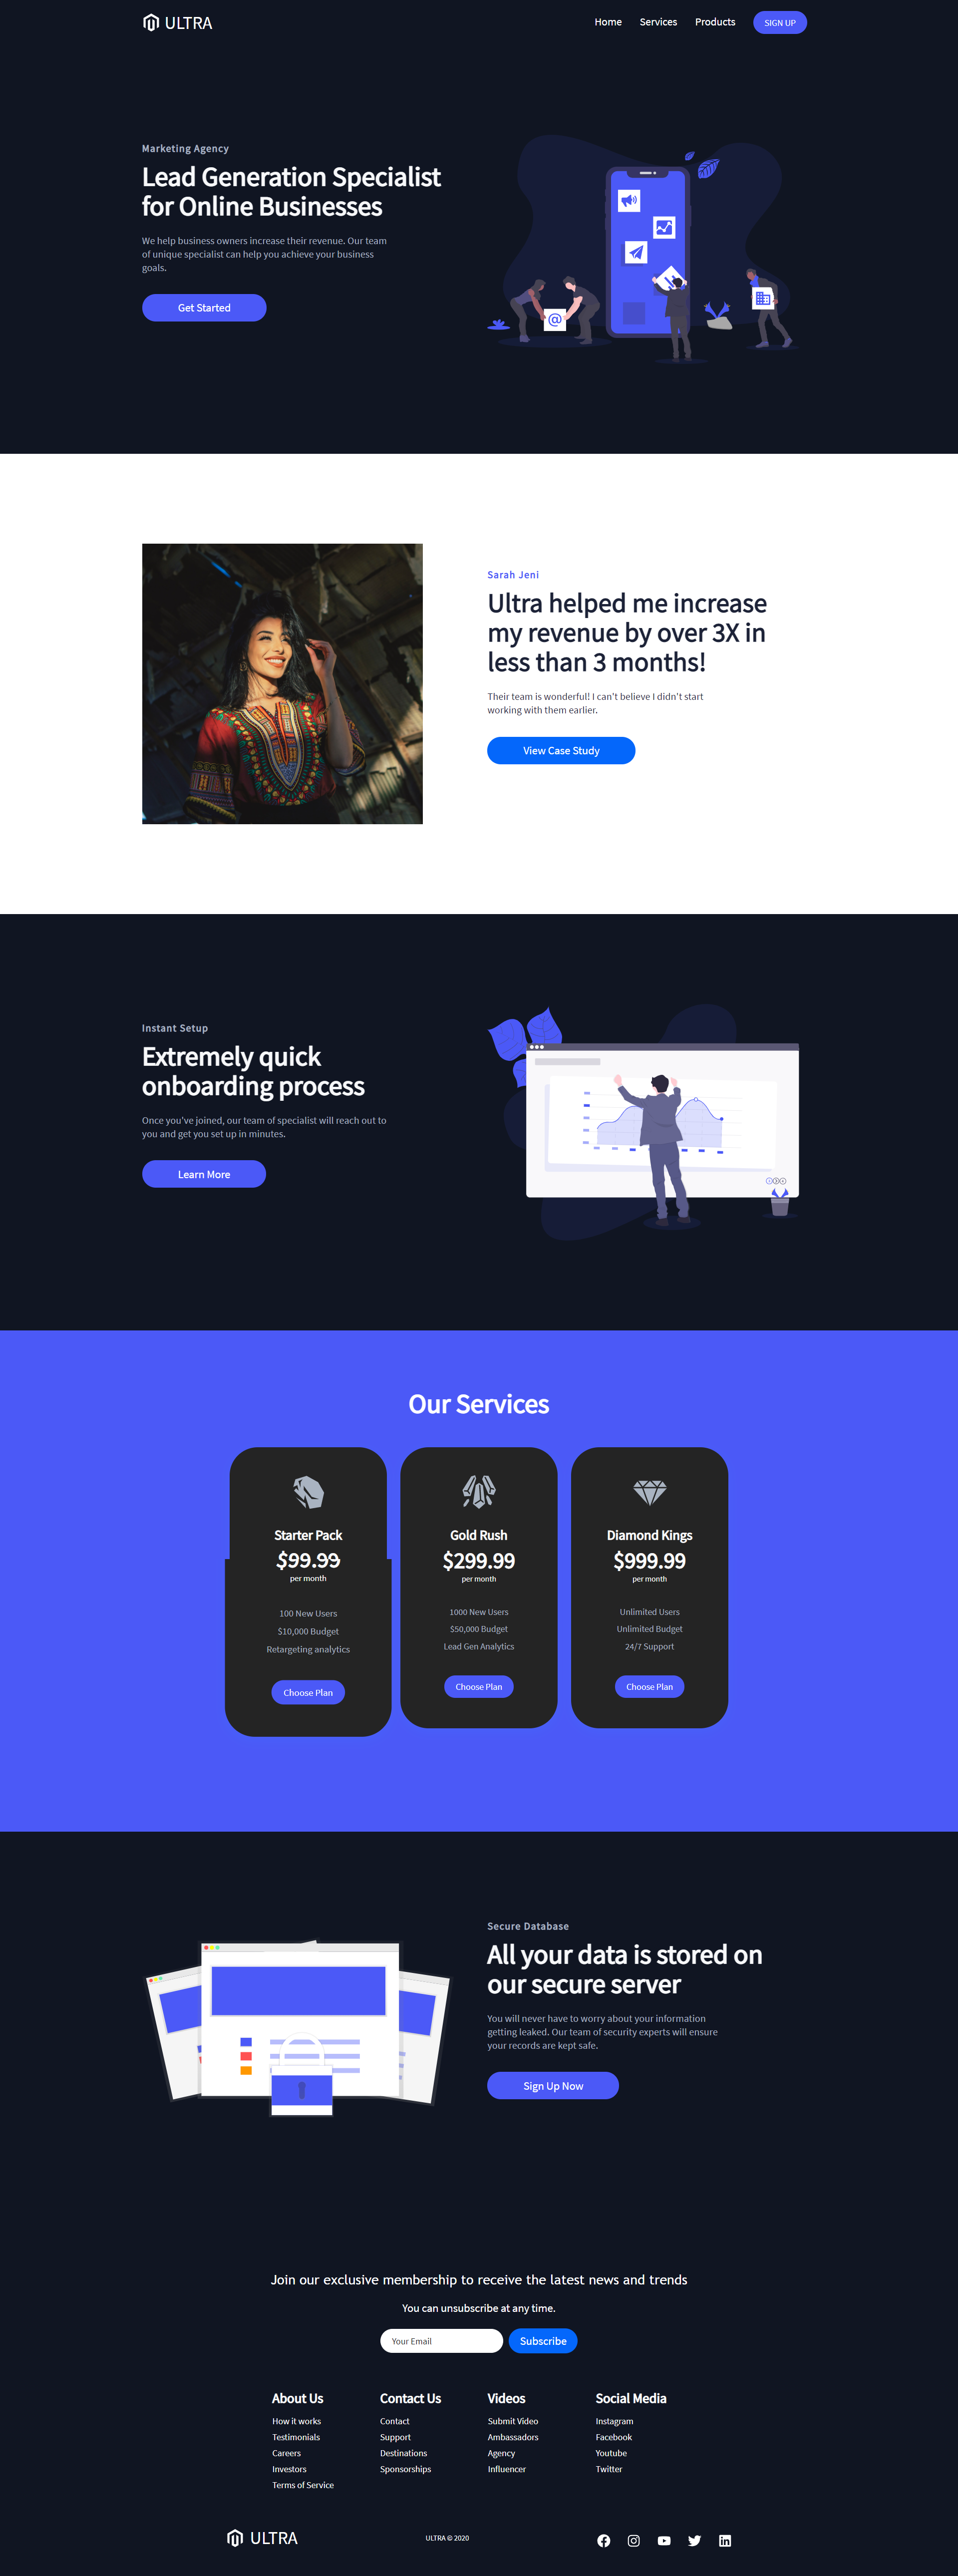 ULTRA
Home Services Products SIGN UP
Marketing Agency
Lead Generation Specialist
for Online Businesses
We help business owners increase their revenue. Our team
of unique specialist can help you achieve your business
goals.
Get Started
@
Sarah Jeni
Ultra helped me increase
my revenue by over 3X in
less than 3 months!
Their team is wonderful! I can't believe I didn't start
working with them earlier.
View Case Study
Instant Setup
Extremely quick
onboarding process
Once you've joined, our team of specialist will reach out to
you and get you set up in minutes.
Learn More
Our Services
Starter Pack
$99.99
per month
100 New Users
$10,000 Budget
Retargeting analytics
Choose Plan
Gold Rush
$299.99
per month
1000 New Users
$50,000 Budget
Lead Gen Analytics
Choose Plan
Diamond Kings
$999.99
per month
Unlimited Users
Unlimited Budget
24/7 Support
Choose Plan
Secure Database
All your data is stored on
our secure server
You will never have to worry about your information
getting leaked. Our team of security experts will ensure
your records are kept safe.
Sign Up Now
Join our exclusive membership to receive the latest news and trends
You can unsubscribe at any time.
Your Email Subscribe
About Us
How it works
Testimonials
Careers
Investors
Terms of Service
Contact Us
Contact
Support
Destinations
Sponsorships
Videos
Submit Video
Ambassadors
Agency
Influencer
Social Media
Instagram
Facebook
Youtube
Twitter
ULTRA
ULTRA © 2020